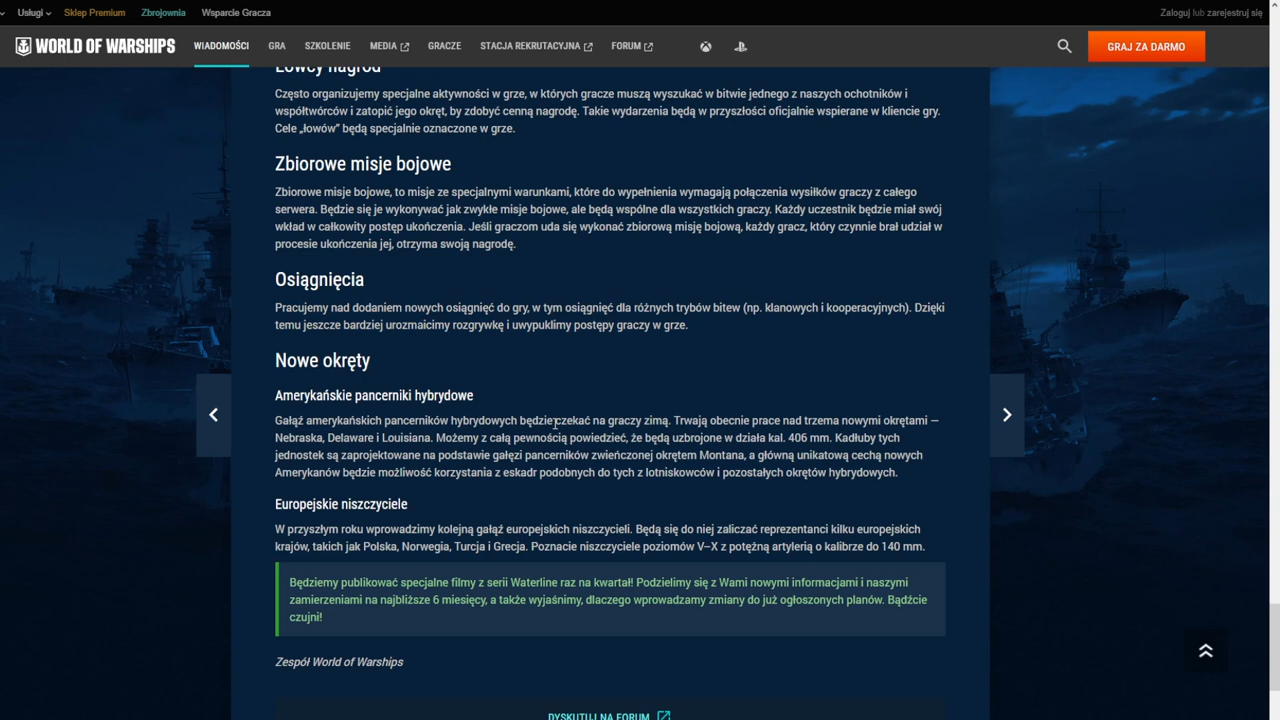 Usługi
Sklep Premium
Zbrojownia
Wsparcie Gracza
Zaloguj lub zarejestruj się
WORLD OF WARSHIPS
WIADOMOŚCI
GRA
SZKOLENIE
MEDIA
GRACZE
STACJA REKRUTACYJNA
FORUM
GRAJ ZA DARMO
Łowcy nagród
Często organizujemy specjalne aktywności w grze, w których gracze muszą wyszukać w bitwie jednego z naszych ochotników i
współtwórców i zatopić jego okręt, by zdobyć cenną nagrodę. Takie wydarzenia będą w przyszłości oficjalnie wspierane w kliencie gry.
Cele „łowów” będą specjalnie oznaczone w grze.
Zbiorowe misje bojowe
Zbiorowe misje bojowe, to misje ze specjalnymi warunkami, które do wypełnienia wymagają połączenia wysiłków graczy z całego
serwera. Będzie się je wykonywać jak zwykłe misje bojowe, ale będą wspólne dla wszystkich graczy. Każdy uczestnik będzie miał swój
wkład w całkowity postęp ukończenia. Jeśli graczom uda się wykonać zbiorową misję bojową, każdy gracz, który czynnie brał udział w
procesie ukończenia jej, otrzyma swoją nagrodę.
Osiągnięcia
Pracujemy nad dodaniem nowych osiągnięć do gry, w tym osiągnięć dla różnych trybów bitew (np. klanowych i kooperacyjnych). Dzięki
temu jeszcze bardziej urozmaicimy rozgrywkę i uwypuklimy postępy graczy w grze.
Nowe okręty
Amerykańskie pancerniki hybrydowe
Gałąź amerykańskich pancerników hybrydowych będzie czekać na graczy zimą. Trwają obecnie prace nad trzema nowymi okrętami —
Nebraska, Delaware i Louisiana. Możemy z całą pewnością powiedzieć, że będą uzbrojone w działa kal. 406 mm. Kadłuby tych
jednostek są zaprojektowane na podstawie gałęzi pancerników zwieńczonej okrętem Montana, a główną unikatową cechą nowych
Amerykanów będzie możliwość korzystania z eskadr podobnych do tych z lotniskowców i pozostałych okrętów hybrydowych.
Europejskie niszczyciele
W przyszłym roku wprowadzimy kolejną gałąź europejskich niszczycieli. Będą się do niej zaliczać reprezentanci kilku europejskich
krajów, takich jak Polska, Norwegia, Turcja i Grecja. Poznacie niszczyciele poziomów V–X z potężną artylerią o kalibrze do 140 mm.
Będziemy publikować specjalne filmy z serii Waterline raz na kwartał! Podzielimy się z Wami nowymi informacjami i naszymi
zamierzeniami na najbliższe 6 miesięcy, a także wyjaśnimy, dlaczego wprowadzamy zmiany do już ogłoszonych planów. Bądźcie
czujni!
Zespół World of Warships
DYSKUTUJ NA FORUM